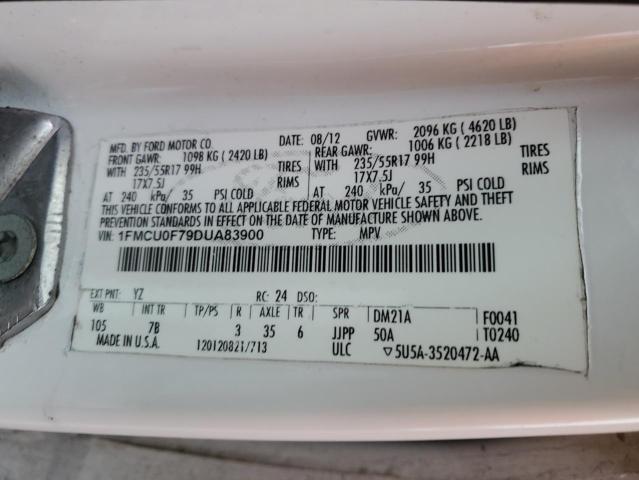 MFD. BY FORD MOTOR CO. DATE: 08/12 GVWR: 2096 KG ( 4620 LB)
FRONT GAWR: 1098 KG ( 2420 LB) REAR GAWR: 1006 KG ( 2218 LB)
WITH 235/55R17 99H TIRES WITH 235/55R17 99H TIRES
17X7.5J RIMS 17X7.5J RIMS
AT 240 kPa/ 35 PSI COLD AT 240 kPa/ 35 PSI COLD
THIS VEHICLE CONFORMS TO ALL APPLICABLE FEDERAL MOTOR VEHICLE SAFETY AND THEFT
PREVENTION STANDARDS IN EFFECT ON THE DATE OF MANUFACTURE SHOWN ABOVE.
VIN: 1FMCU0F79DUA83900 TYPE: MPV
EXT PNT: YZ RC: 24 DSO:
WB INT TR TP/PS R AXLE TR SPR DM21A F0041
105 7B 3 35 6 JJPP 50A T0240
MADE IN U.S.A. 120120821/713 ULC ▽5U5A-3520472-AA